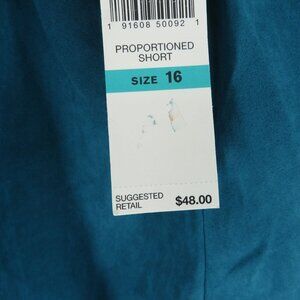 1 91608 50092 1
PROPORTIONED
SHORT
SIZE 16
SUGGESTED
RETAIL $48.00